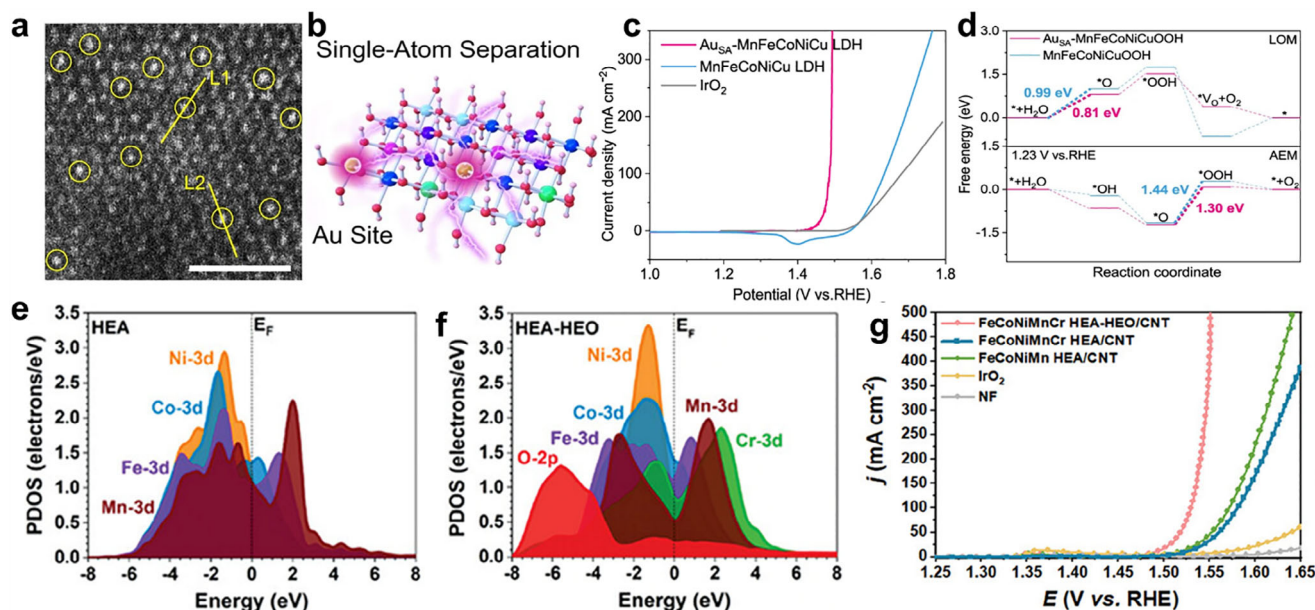 a
L1
L2
b
Single-Atom Separation
Au Site
c
Current density (mA cm⁻²)
300
200
100
0
Au_SA-MnFeCoNiCu LDH
MnFeCoNiCu LDH
IrO₂
1.0 1.2 1.4 1.6 1.8
Potential (V vs.RHE)
d
Free energy (eV)
Au_SA-MnFeCoNiCuOOH
MnFeCoNiCuOOH
LOM
3.0
1.5
0.0
*+H₂O
0.99 eV
0.81 eV
*O
*OOH
*V_O+O₂
*
1.23 V vs.RHE
AEM
0.0
-1.5
*+H₂O
*OH
*O
1.44 eV
1.30 eV
*OOH
*+O₂
Reaction coordinate
e
PDOS (electrons/eV)
3.5
3.0
2.5
2.0
1.5
1.0
0.5
0.0
HEA
E_F
Ni-3d
Co-3d
Fe-3d
Mn-3d
-8 -6 -4 -2 0 2 4 6 8
Energy (eV)
f
PDOS (electrons/eV)
3.5
3.0
2.5
2.0
1.5
1.0
0.5
0.0
HEA-HEO
E_F
Ni-3d
Co-3d
Mn-3d
Fe-3d
Cr-3d
O-2p
-8 -6 -4 -2 0 2 4 6 8
Energy (eV)
g
j (mA cm⁻²)
500
450
400
350
300
250
200
150
100
50
0
FeCoNiMnCr HEA-HEO/CNT
FeCoNiMnCr HEA/CNT
FeCoNiMn HEA/CNT
IrO₂
NF
1.25 1.30 1.35 1.40 1.45 1.50 1.55 1.60 1.65
E (V vs. RHE)